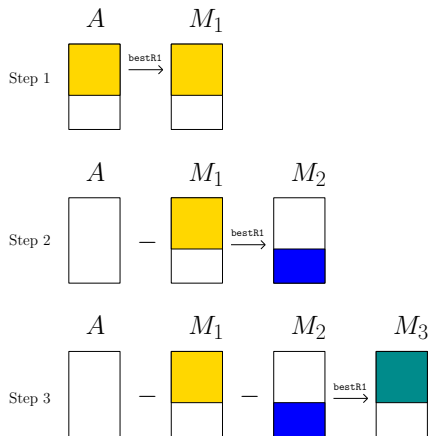 A M₁
Step 1 bestR1
A M₁ M₂
Step 2 − bestR1
A M₁ M₂ M₃
Step 3 − − bestR1